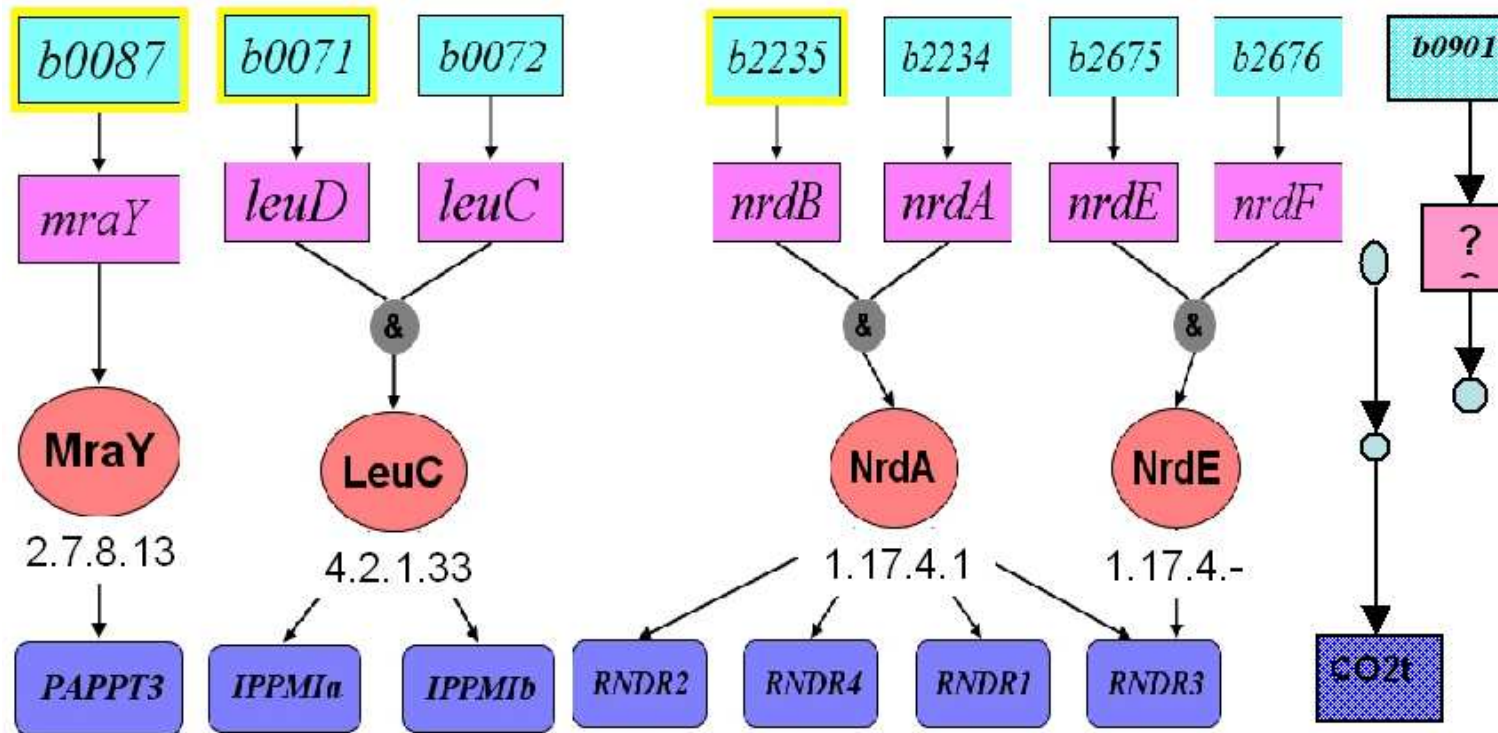 b0087 b0071 b0072 b2235 b2234 b2675 b2676 b0901
mraY leuD leuC nrdB nrdA nrdE nrdF ?
& & &
MraY LeuC NrdA NrdE
2.7.8.13 4.2.1.33 1.17.4.1 1.17.4.-
PAPPT3 IPPMIa IPPMIb RNDR2 RNDR4 RNDR1 RNDR3 CO2t